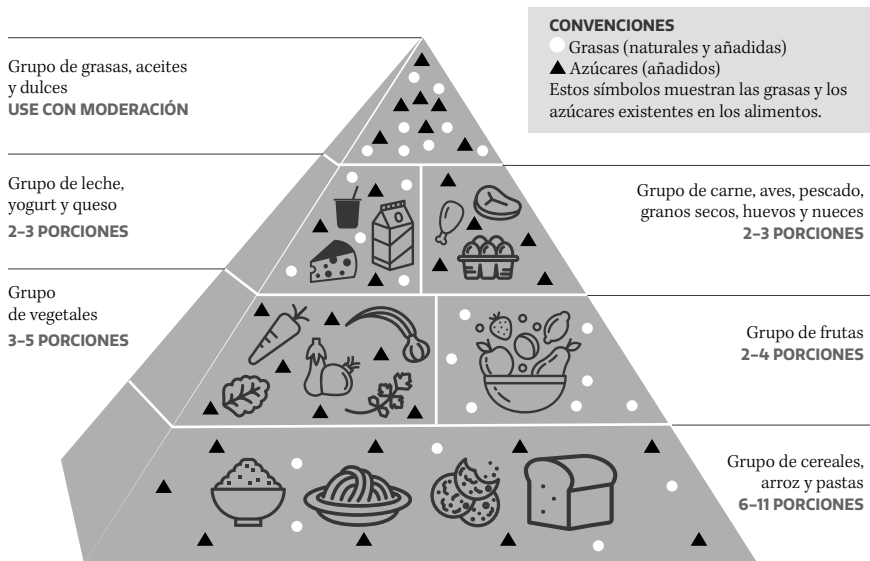 CONVENCIONES
Grasas (naturales y añadidas)
Azúcares (añadidos)
Estos símbolos muestran las grasas y los
azúcares existentes en los alimentos.
Grupo de grasas, aceites
y dulces
USE CON MODERACIÓN
Grupo de leche,
yogurt y queso
2–3 PORCIONES
Grupo de carne, aves, pescado,
granos secos, huevos y nueces
2–3 PORCIONES
Grupo
de vegetales
3–5 PORCIONES
Grupo de frutas
2–4 PORCIONES
Grupo de cereales,
arroz y pastas
6–11 PORCIONES